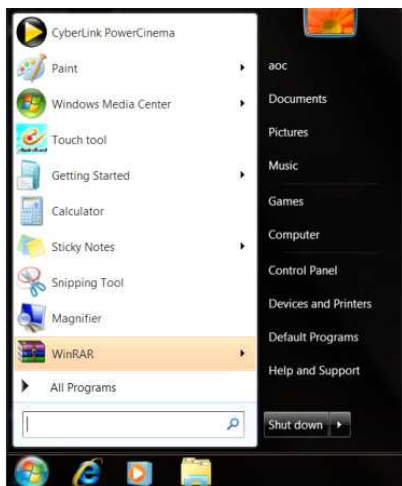 CyberLink PowerCinema
Paint
Windows Media Center
Touch tool
Getting Started
Calculator
Sticky Notes
Snipping Tool
Magnifier
WinRAR
All Programs
aoc
Documents
Pictures
Music
Games
Computer
Control Panel
Devices and Printers
Default Programs
Help and Support
Shut down